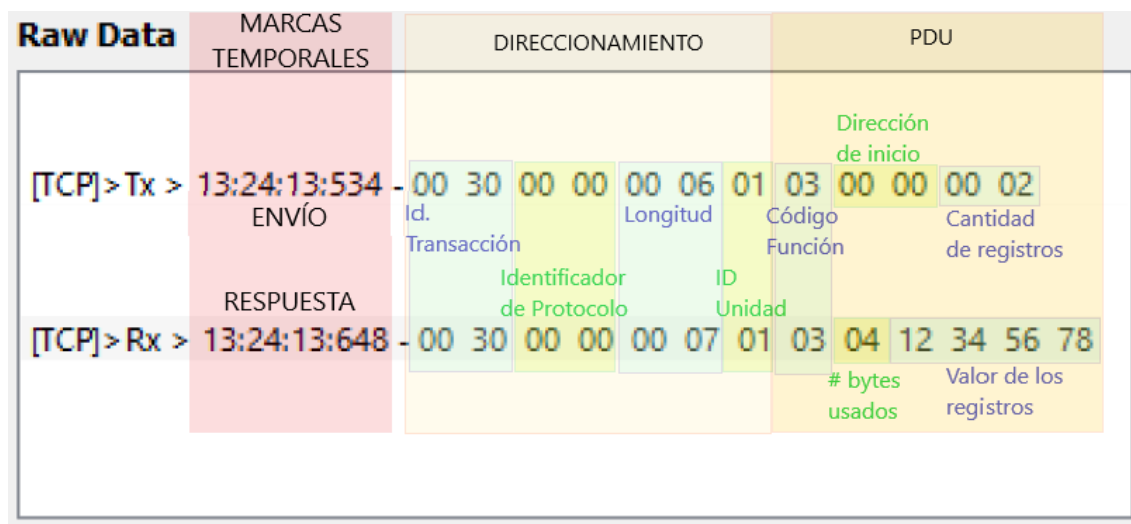 Raw Data
MARCAS
TEMPORALES
DIRECCIONAMIENTO
PDU
Dirección
de inicio
[TCP]>Tx > 13:24:13:534 - 00 30 00 00 00 06 01 03 00 00 00 02
ENVÍO
Id.
Transacción
Longitud
Código
Función
Cantidad
de registros
Identificador
de Protocolo
ID
Unidad
RESPUESTA
[TCP]>Rx > 13:24:13:648 - 00 30 00 00 00 07 01 03 04 12 34 56 78
# bytes
usados
Valor de los
registros